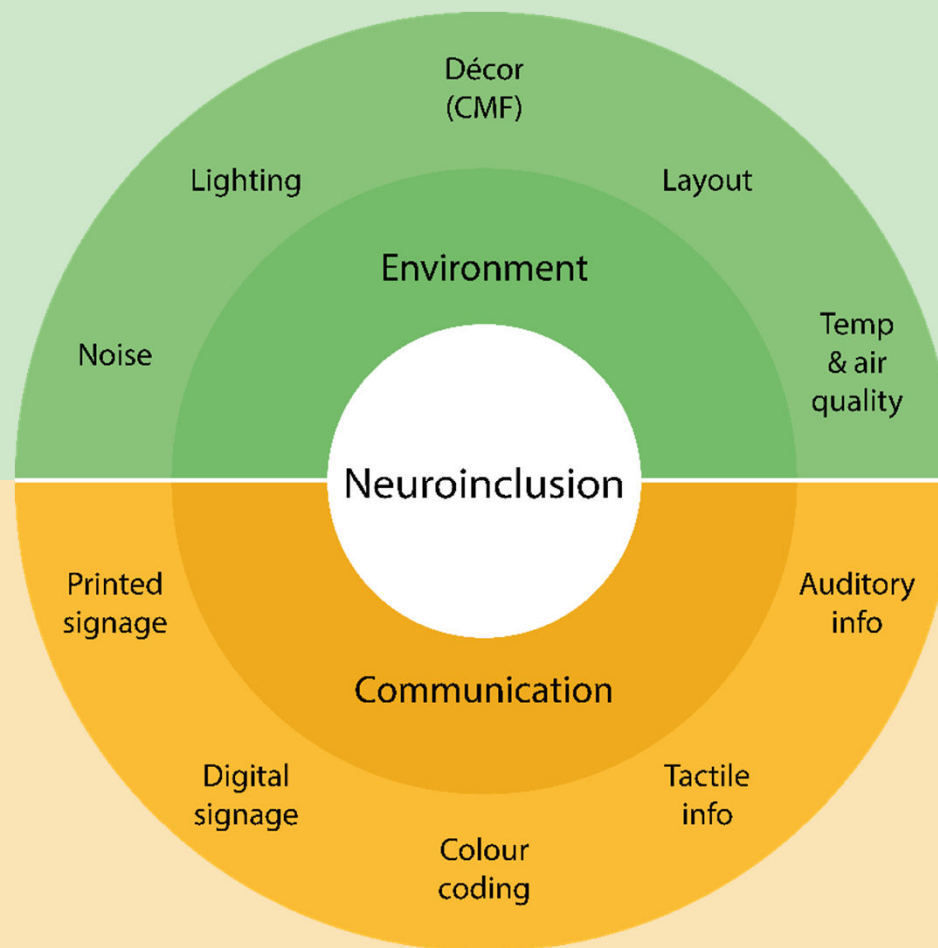 Décor
(CMF)
Lighting
Layout
Environment
Noise
Temp
& air
quality
Neuroinclusion
Printed
signage
Auditory
info
Communication
Digital
signage
Tactile
info
Colour
coding